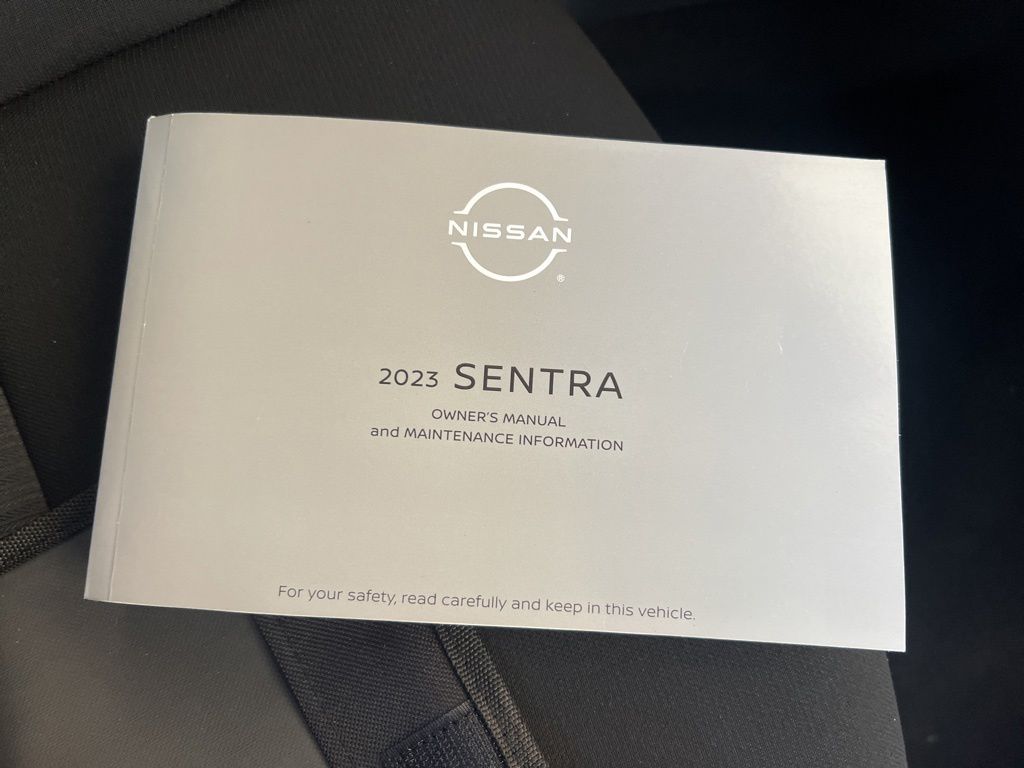 NISSAN
®
2023 SENTRA
OWNER'S MANUAL
and MAINTENANCE INFORMATION
For your safety, read carefully and keep in this vehicle.